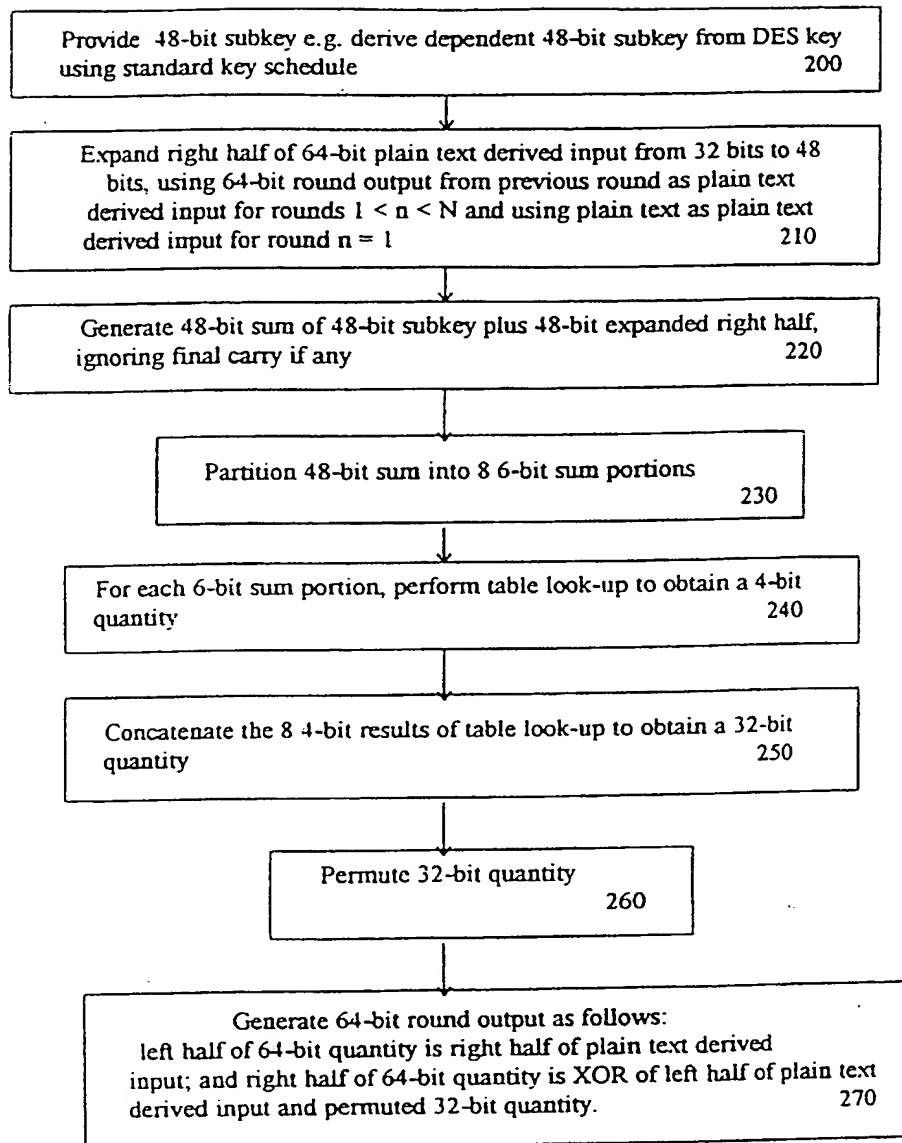 Provide 48-bit subkey e.g. derive dependent 48-bit subkey from DES key
using standard key schedule 200
Expand right half of 64-bit plain text derived input from 32 bits to 48
bits, using 64-bit round output from previous round as plain text
derived input for rounds 1 < n < N and using plain text as plain text
derived input for round n = 1 210
Generate 48-bit sum of 48-bit subkey plus 48-bit expanded right half,
ignoring final carry if any 220
Partition 48-bit sum into 8 6-bit sum portions
230
For each 6-bit sum portion, perform table look-up to obtain a 4-bit
quantity 240
Concatenate the 8 4-bit results of table look-up to obtain a 32-bit
quantity 250
Permute 32-bit quantity
260
Generate 64-bit round output as follows:
left half of 64-bit quantity is right half of plain text derived
input; and right half of 64-bit quantity is XOR of left half of plain text
derived input and permuted 32-bit quantity. 270